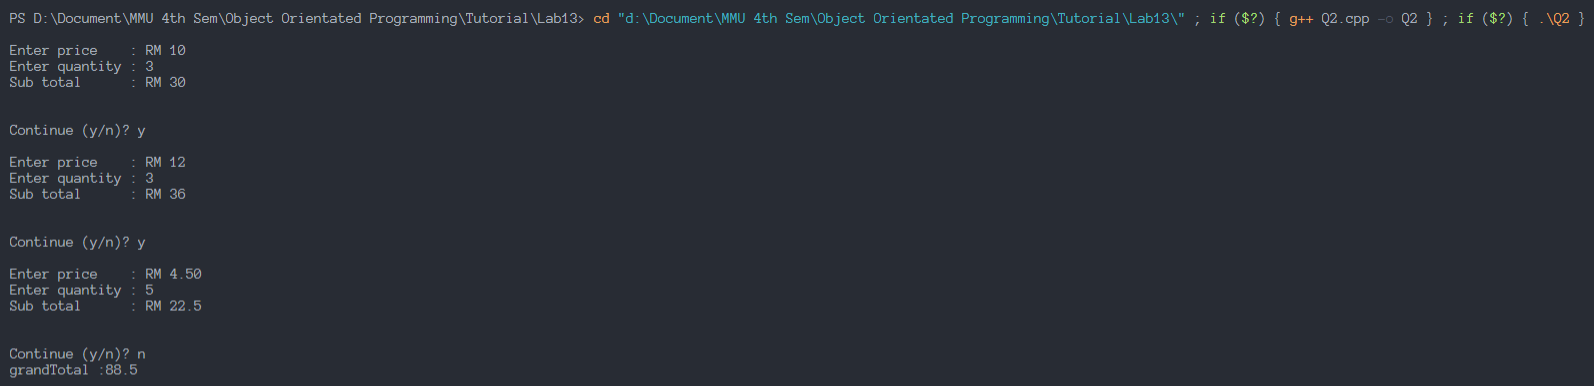 PS D:\Document\MMU 4th Sem\Object Orientated Programming\Tutorial\Lab13> cd "d:\Document\MMU 4th Sem\Object Orientated Programming\Tutorial\Lab13\" ; if ($?) { g++ Q2.cpp -o Q2 } ; if ($?) { .\Q2 }
Enter price    : RM 10
Enter quantity : 3
Sub total      : RM 30
Continue (y/n)? y
Enter price    : RM 12
Enter quantity : 3
Sub total      : RM 36
Continue (y/n)? y
Enter price    : RM 4.50
Enter quantity : 5
Sub total      : RM 22.5
Continue (y/n)? n
grandTotal :88.5